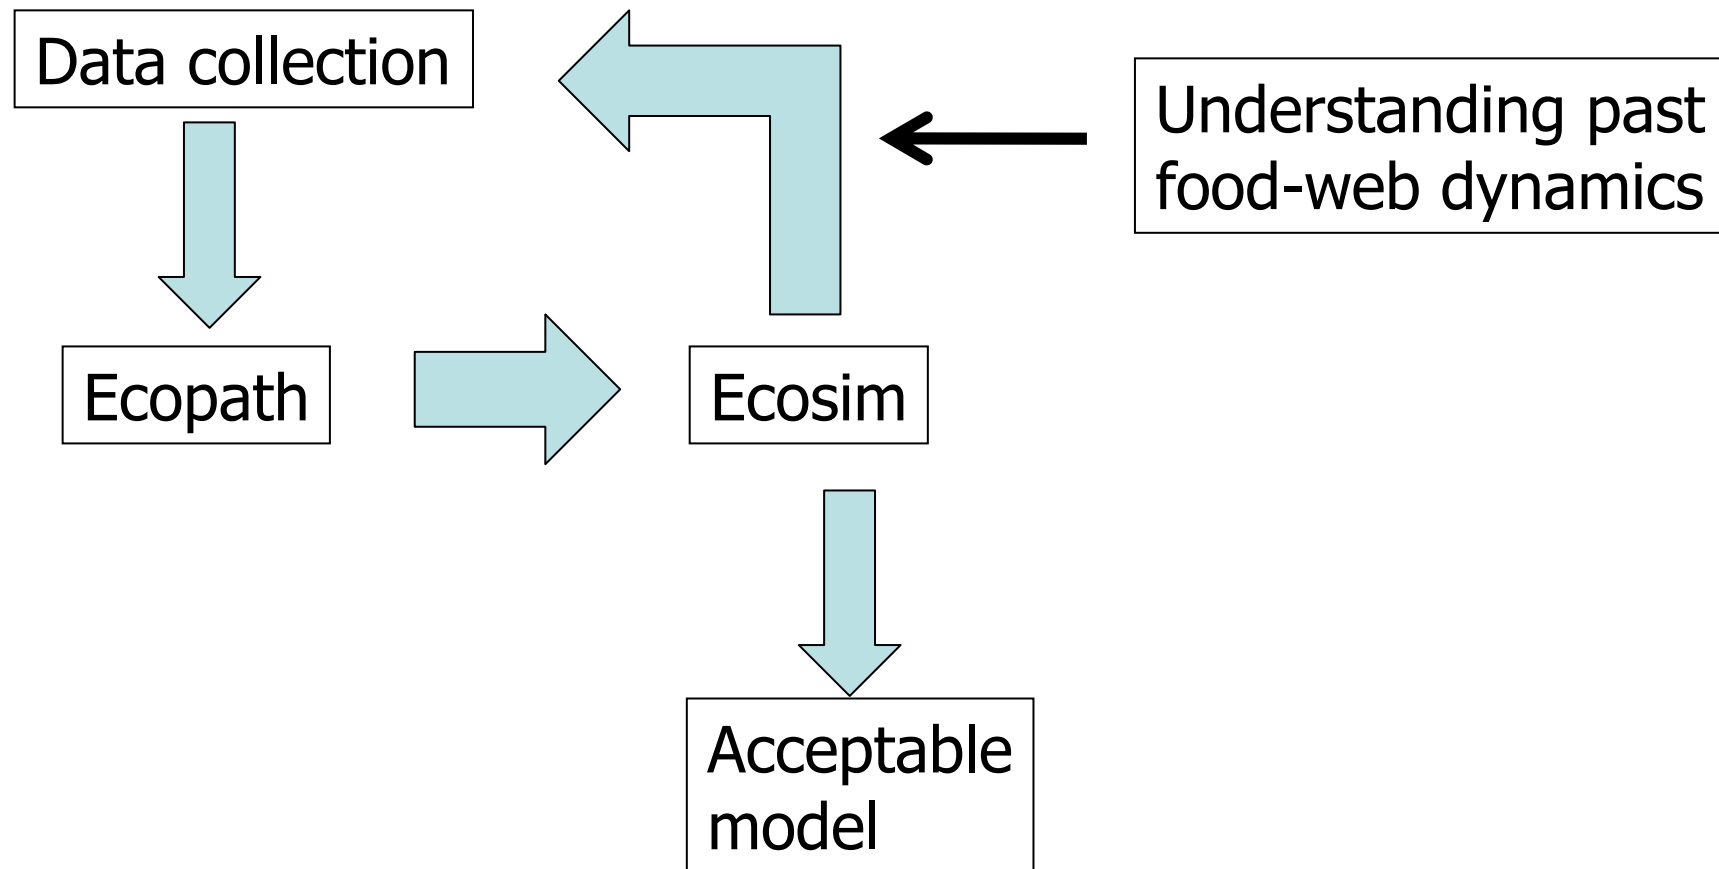 Data collection
Understanding past
food-web dynamics
Ecopath
Ecosim
Acceptable
model